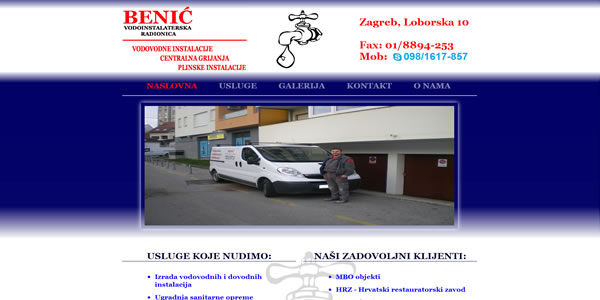 BENIĆ
VODOINSTALATERSKA
RADIONICA
VODOVODNE INSTALACIJE
CENTRALNA GRIJANJA
PLINSKE INSTALACIJE
Zagreb, Loborska 10
Fax: 01/8894-253
Mob: 098/1617-857
NASLOVNA USLUGE GALERIJA KONTAKT O NAMA
USLUGE KOJE NUDIMO:
Izrada vodovodnih i dovodnih
instalacija
Ugradnja sanitarne opreme
NAŠI ZADOVOLJNI KLIJENTI:
MBO objekti
HRZ - Hrvatski restauratorski zavod